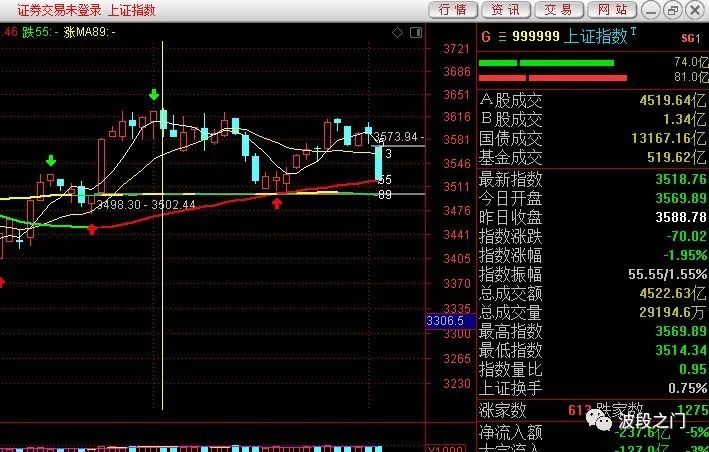 证券交易未登录 上证指数 行情 资讯 交易 网站
.46 跌55:- 涨MA89:-
3721
3686
3651
3616
3581
3546
3511
3476
3441
3405
3370
3335
3306.5
3300
3265
3230
X1000
3573.94 -
3
55
89
3498.30 - 3502.44
G 999999 上证指数 T SG1
74.0亿
81.0亿
A股成交 4519.64亿
B股成交 1.34亿
国债成交 13167.16亿
基金成交 519.62亿
最新指数 3518.76
今日开盘 3569.89
昨日收盘 3588.78
指数涨跌 -70.02
指数涨幅 -1.95%
指数振幅 55.55/1.55%
总成交额 4522.63亿
总成交量 29194.6万
最高指数 3569.89
最低指数 3514.34
指数量比 0.95
上证换手 0.75%
涨家数 613 跌家数 1275
净流入额 -237.6亿 -5%
大宗流入 -127.0亿 -3%
波段之门